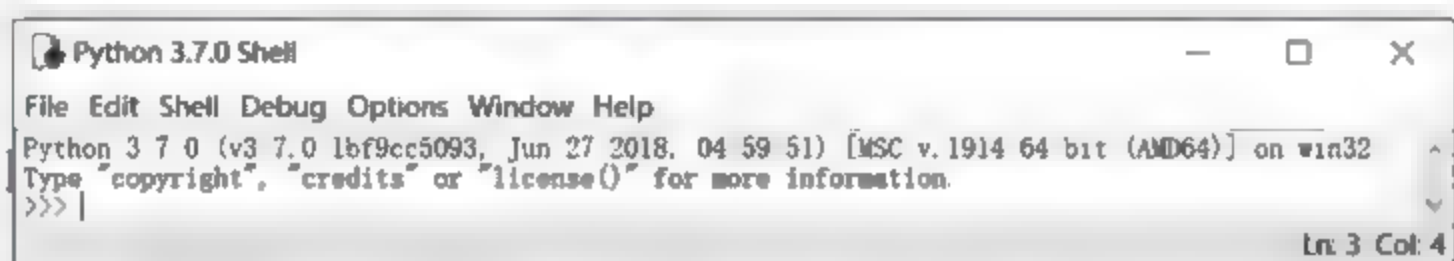 Python 3.7.0 Shell
File Edit Shell Debug Options Window Help
Python 3 7 0 (v3 7.0 1bf9cc5093, Jun 27 2018, 04 59 51) [MSC v.1914 64 bit (AMD64)] on win32
Type "copyright", "credits" or "license()" for more information.
>>>
Ln: 3 Col: 4